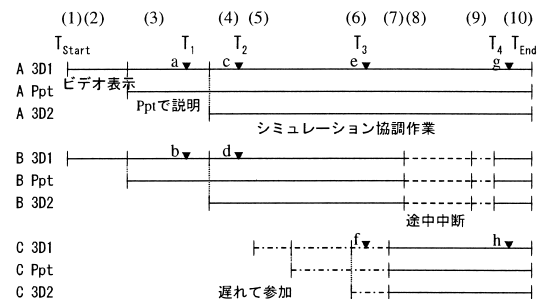 (1)(2) (3) (4) (5) (6) (7)(8) (9) (10)
TStart T1 T2 T3 T4 TEnd
A 3D1 a c e g
ビデオ表示
A Ppt
Pptで説明
A 3D2
シミュレーション協調作業
B 3D1 b d
B Ppt
B 3D2
途中中断
C 3D1 f h
C Ppt
C 3D2 遅れて参加